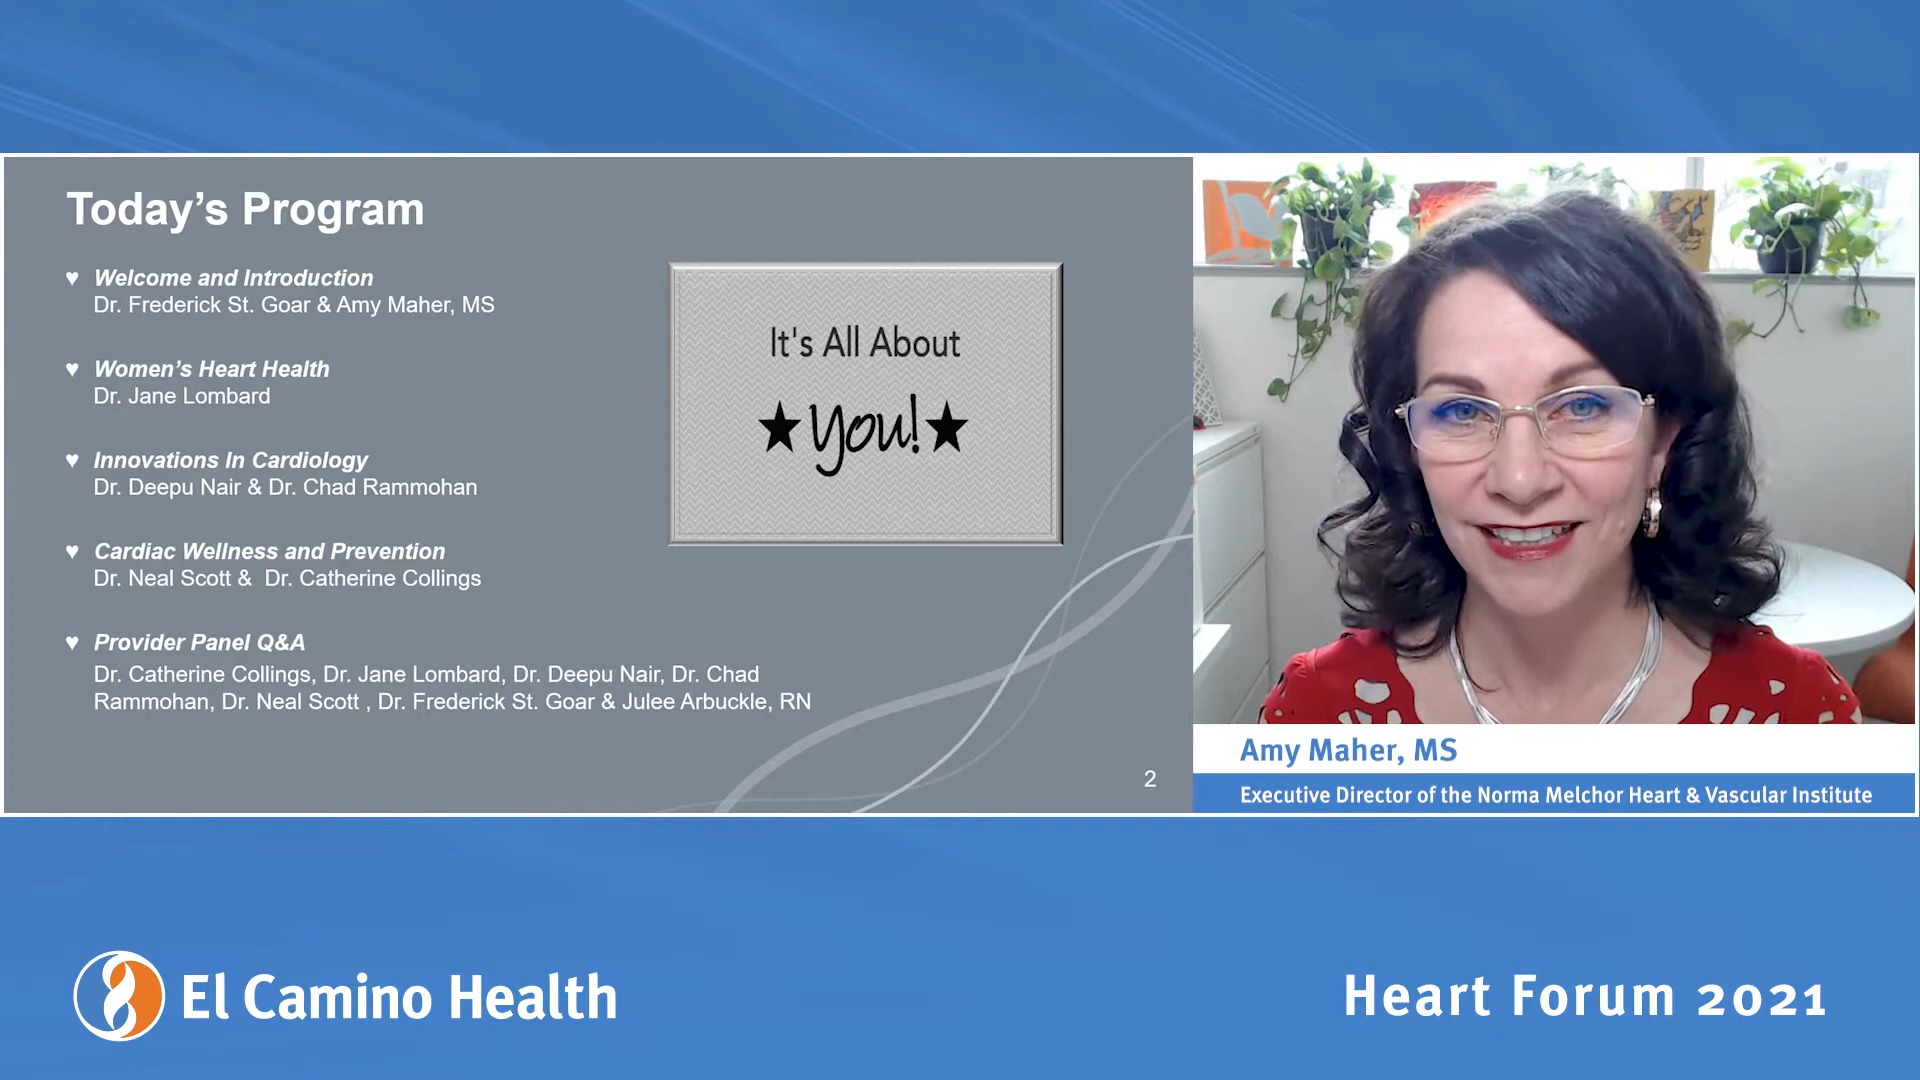 Today’s Program
♥ Welcome and Introduction
Dr. Frederick St. Goar & Amy Maher, MS
♥ Women’s Heart Health
Dr. Jane Lombard
♥ Innovations In Cardiology
Dr. Deepu Nair & Dr. Chad Rammohan
♥ Cardiac Wellness and Prevention
Dr. Neal Scott &  Dr. Catherine Collings
♥ Provider Panel Q&A
Dr. Catherine Collings, Dr. Jane Lombard, Dr. Deepu Nair, Dr. Chad
Rammohan, Dr. Neal Scott , Dr. Frederick St. Goar & Julee Arbuckle, RN
It's All About
★You!★
2
Amy Maher, MS
Executive Director of the Norma Melchor Heart & Vascular Institute
El Camino Health
Heart Forum 2021